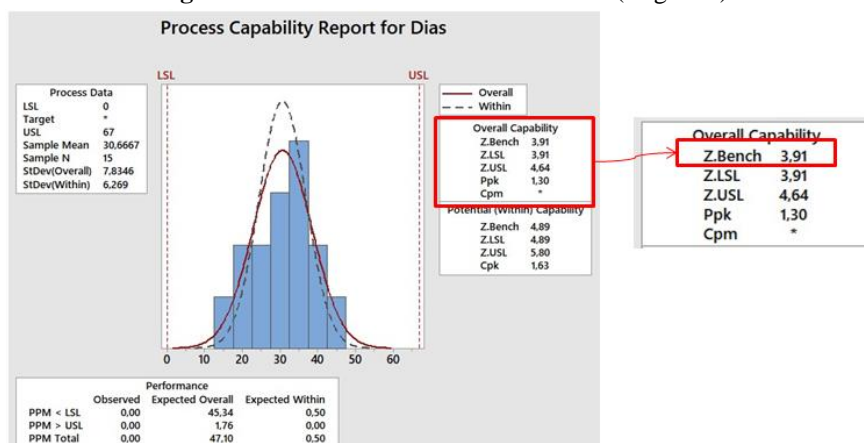 Process Capability Report for Dias
LSL USL
Process Data
LSL 0
Target *
USL 67
Sample Mean 30,6667
Sample N 15
StDev(Overall) 7,8346
StDev(Within) 6,269
Overall
Within
Overall Capability
Z.Bench 3,91
Z.LSL 3,91
Z.USL 4,64
Ppk 1,30
Cpm *
Potential (Within) Capability
Z.Bench 4,89
Z.LSL 4,89
Z.USL 5,80
Cpk 1,63
Overall Capability
Z.Bench 3,91
Z.LSL 3,91
Z.USL 4,64
Ppk 1,30
Cpm *
0 10 20 30 40 50 60
Performance
Observed Expected Overall Expected Within
PPM < LSL 0,00 45,34 0,50
PPM > USL 0,00 1,76 0,00
PPM Total 0,00 47,10 0,50